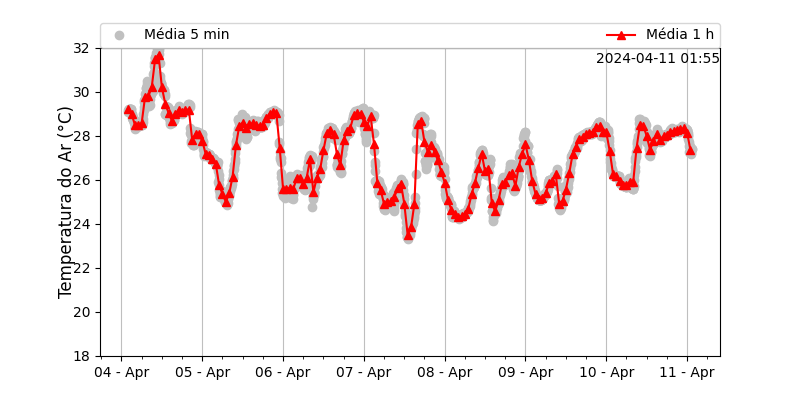 Média 5 min
Média 1 h
2024-04-11 01:55
Temperatura do Ar (°C)
32
30
28
26
24
22
20
18
04 - Apr
05 - Apr
06 - Apr
07 - Apr
08 - Apr
09 - Apr
10 - Apr
11 - Apr